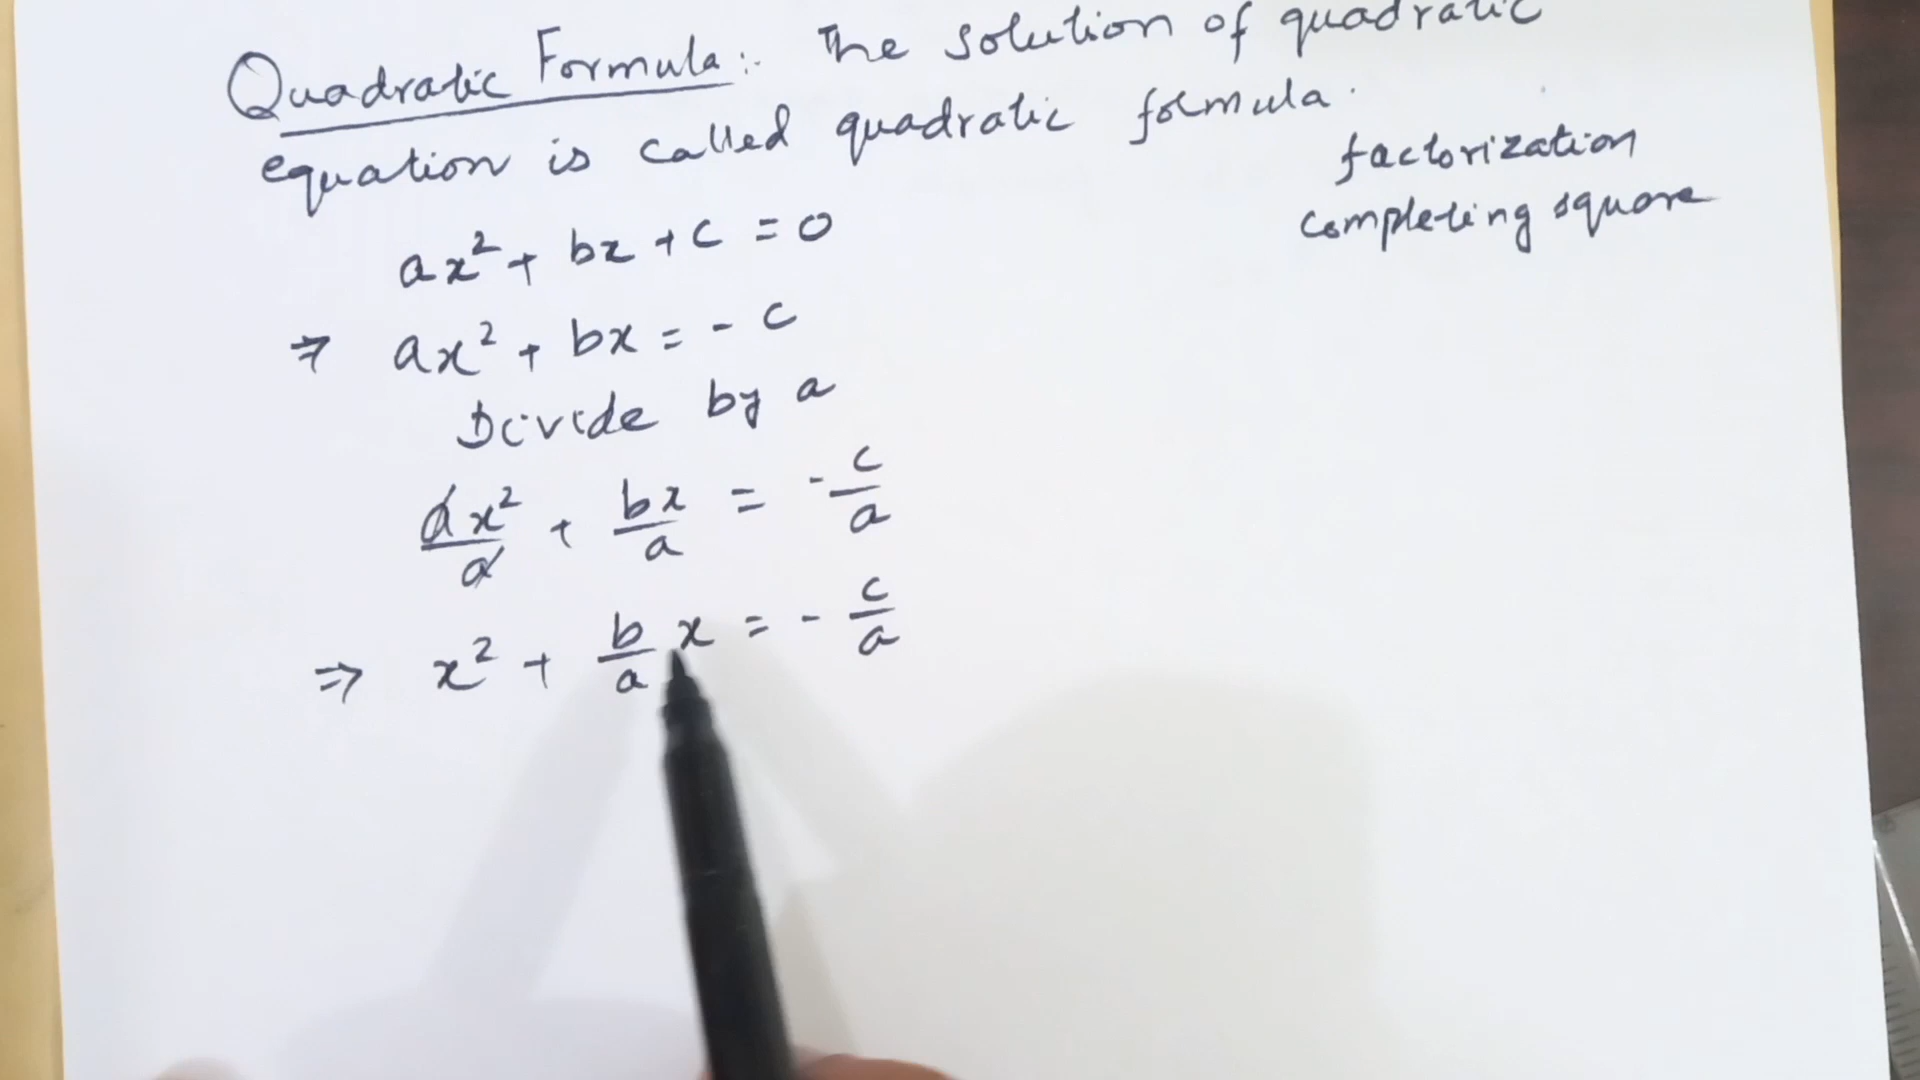 Quadratic Formula:- The solution of quadratic
equation is called quadratic formula.
factorization
completing square
ax² + bx + c = 0
⇒ ax² + bx = - c
Divide by a
ax²/a + bx/a = -c/a
⇒ x² + b/a x = - c/a